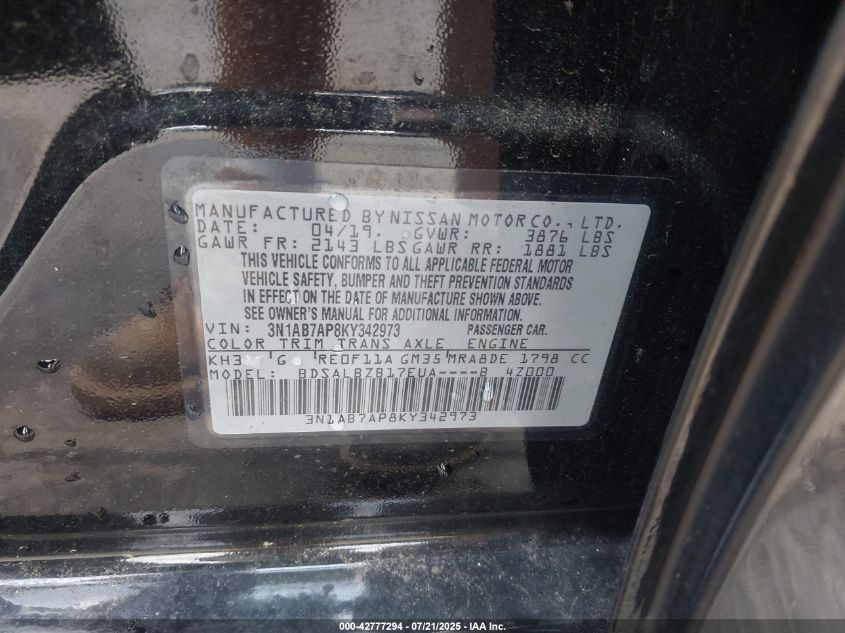 MANUFACTURED BY NISSAN MOTOR CO., LTD.
DATE: 04/19. GVWR: 3876 LBS
GAWR FR: 2143 LBS GAWR RR: 1881 LBS
THIS VEHICLE CONFORMS TO ALL APPLICABLE FEDERAL MOTOR
VEHICLE SAFETY, BUMPER AND THEFT PREVENTION STANDARDS
IN EFFECT ON THE DATE OF MANUFACTURE SHOWN ABOVE.
SEE OWNER'S MANUAL FOR ADDITIONAL INFORMATION.
VIN: 3N1AB7AP8KY342973 PASSENGER CAR.
COLOR TRIM TRANS AXLE ENGINE
KH3 G RE0F11A GM35 MRA8DE 1798 CC
MODEL: BDSALBZB17EUA----B 4Z000
3N1AB7AP8KY342973
000-42777294 - 07/21/2025 - IAA Inc.